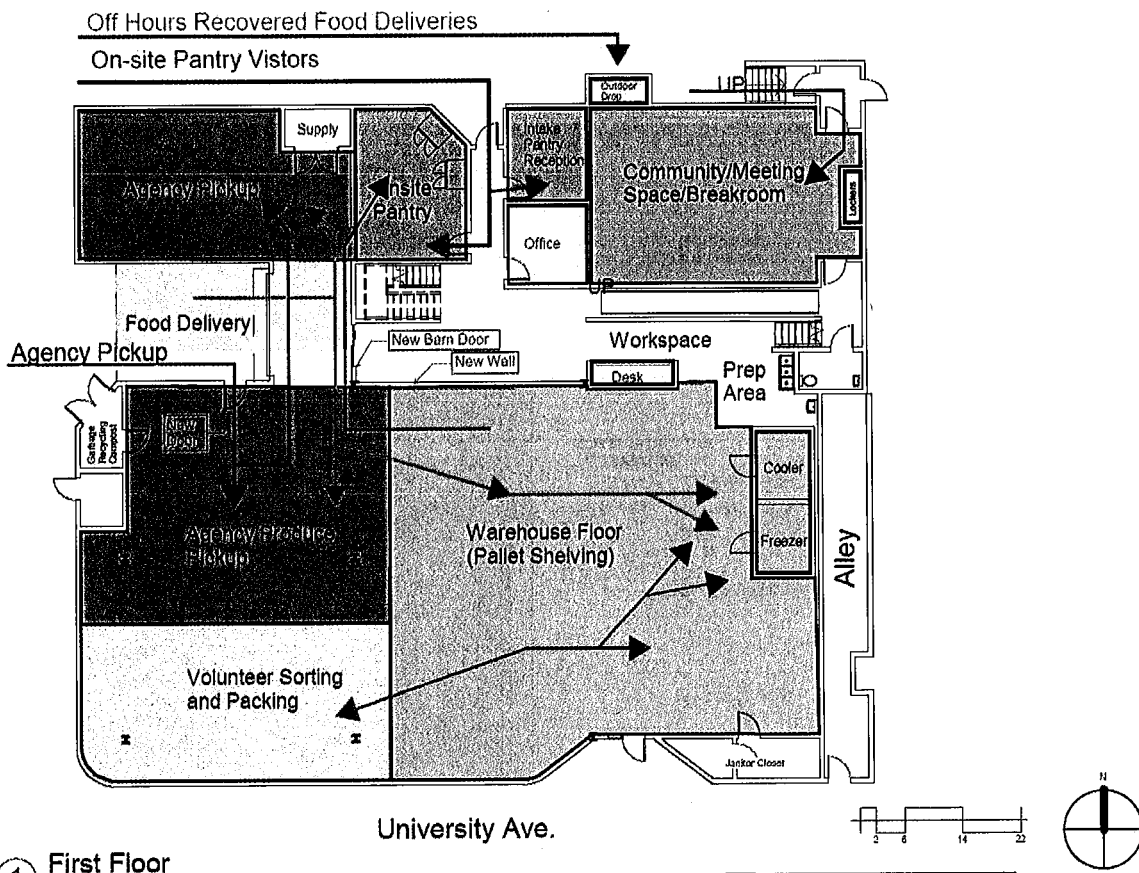 Off Hours Recovered Food Deliveries
On-site Pantry Vistors
Outdoor
Drop
UP
Supply
Intake
Pantry
Reception
Agency Pickup
Onsite
Pantry
Community/Meeting
Space/Breakroom
Lockers
Office
UP
Food Delivery
Workspace
New Barn Door
Agency Pickup
New Wall
Desk
Prep
Area
Garbage
Recycling
Compost
New
Door
Cooler
Agency Produce
Pickup
Warehouse Floor
(Pallet Shelving)
Freezer
Alley
Volunteer Sorting
and Packing
Janitor Closet
University Ave.
2 6 14 22
N
1
First Floor